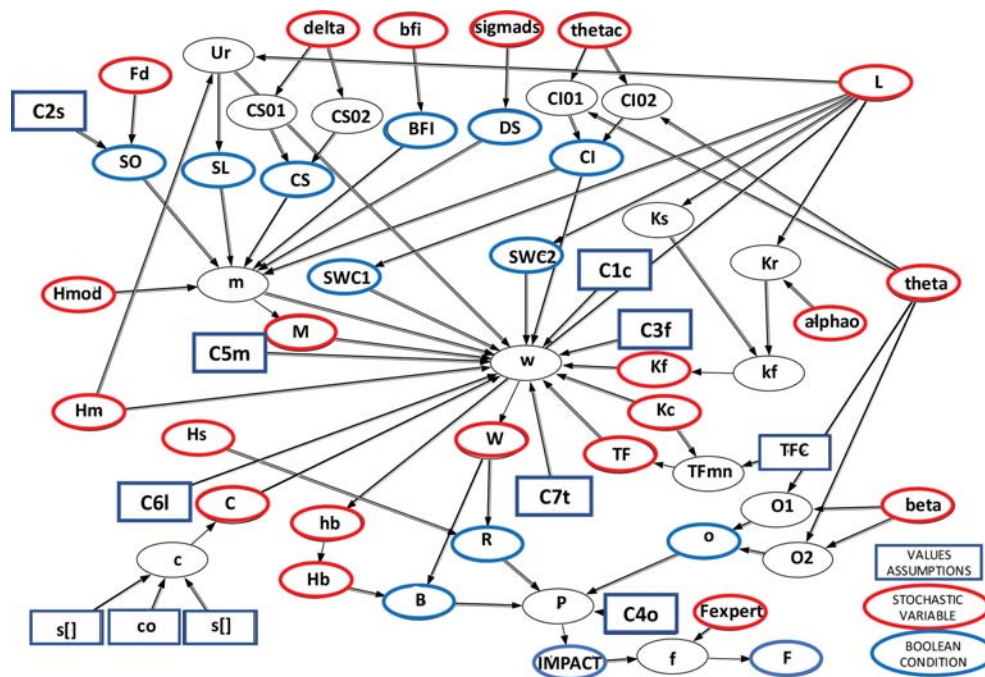 delta
bfi
sigmads
thetac
Ur
Fd
L
CI01
CI02
C2s
CS01
CS02
BFI
DS
SO
SL
CS
CI
Ks
SWC1
SWC2
C1c
Kr
m
theta
Hmod
M
alphao
C3f
C5m
w
Kf
kf
Hm
Kc
Hs
W
TF
TFmn
TFC
C6l
C
C7t
O1
beta
hb
R
o
O2
VALUES
ASSUMPTIONS
c
Hb
B
P
C4o
Fexpert
STOCHASTIC
VARIABLE
s[]
co
s[]
IMPACT
f
F
BOOLEAN
CONDITION